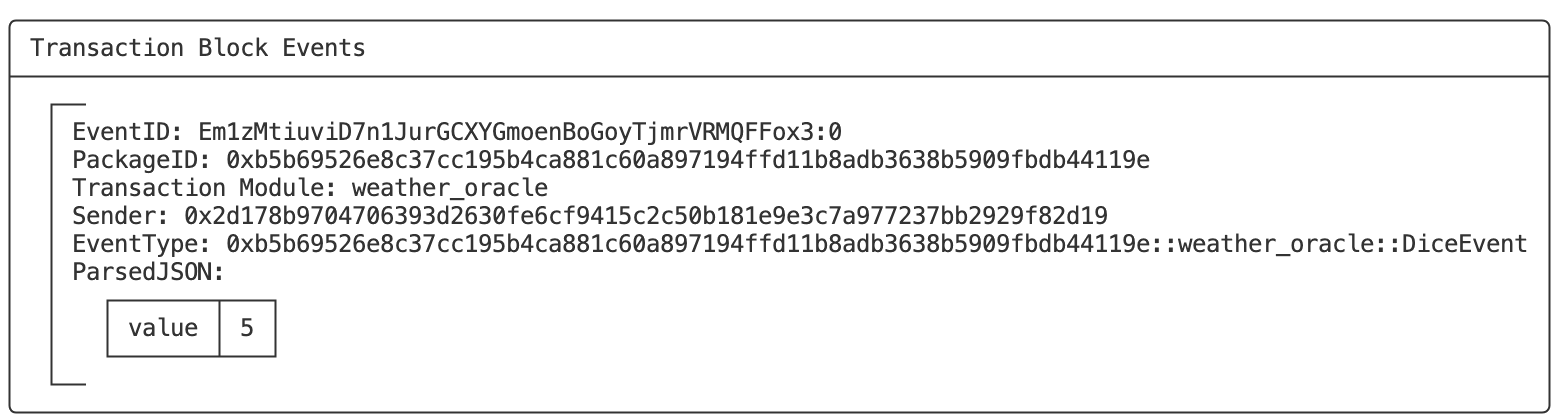 Transaction Block Events
EventID: Em1zMtiuviD7n1JurGCXYGmoenBoGoyTjmrVRMQFFox3:0
PackageID: 0xb5b69526e8c37cc195b4ca881c60a897194ffd11b8adb3638b5909fbdb44119e
Transaction Module: weather_oracle
Sender: 0x2d178b9704706393d2630fe6cf9415c2c50b181e9e3c7a977237bb2929f82d19
EventType: 0xb5b69526e8c37cc195b4ca881c60a897194ffd11b8adb3638b5909fbdb44119e::weather_oracle::DiceEvent
ParsedJSON:
value 5